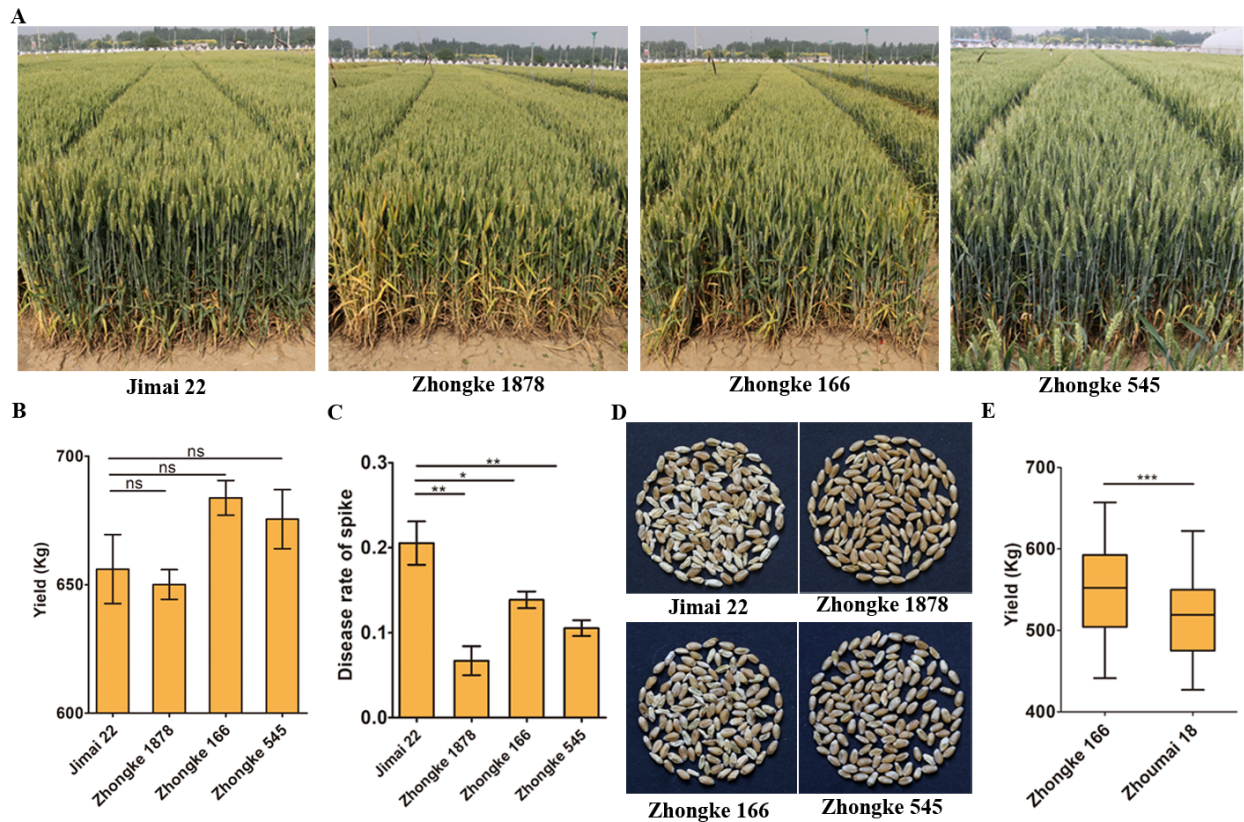 A
Jimai 22
Zhongke 1878
Zhongke 166
Zhongke 545
B
Yield (Kg)
700
650
600
ns
ns
ns
Jimai 22
Zhongke 1878
Zhongke 166
Zhongke 545
C
Disease rate of spike
0.3
0.2
0.1
0.0
**
*
**
Jimai 22
Zhongke 1878
Zhongke 166
Zhongke 545
D
Jimai 22
Zhongke 1878
Zhongke 166
Zhongke 545
E
Yield (Kg)
700
600
500
400
***
Zhongke 166
Zhoumai 18